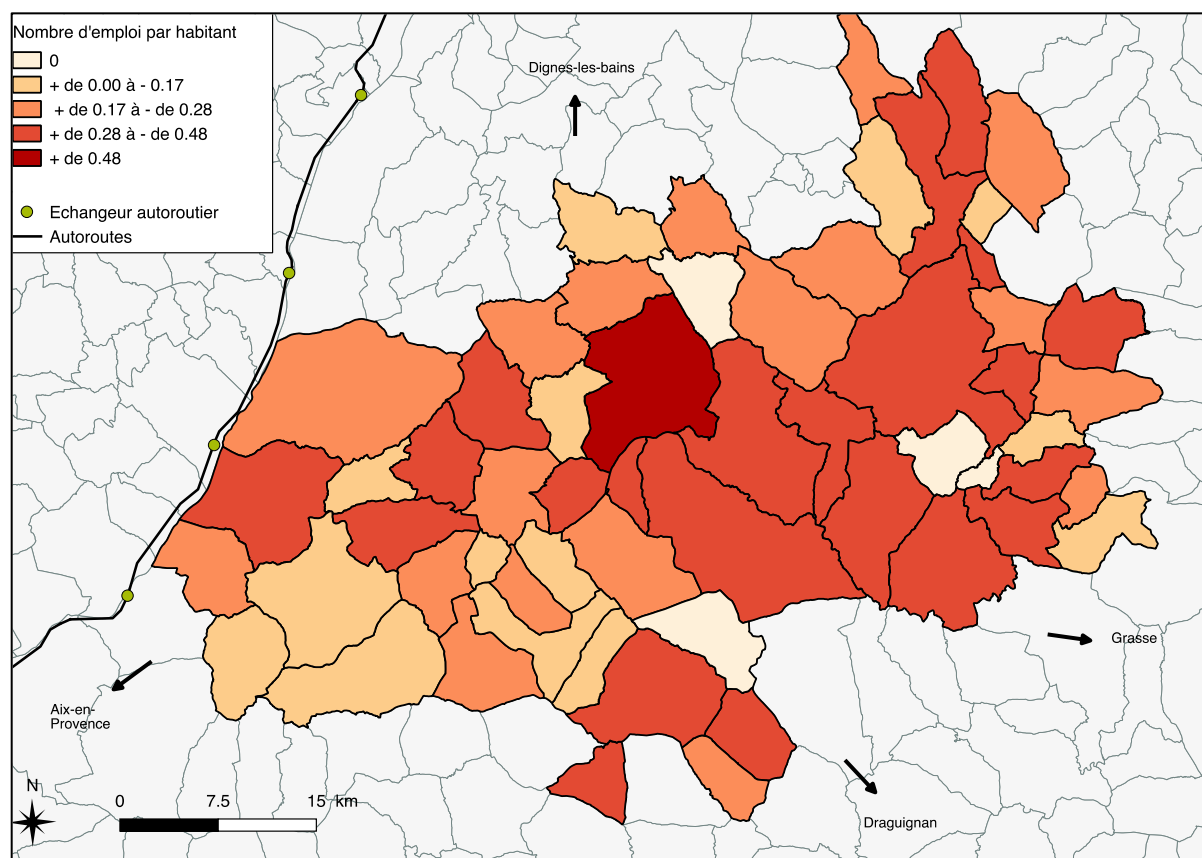 Nombre d'emploi par habitant
0
+ de 0.00 à - 0.17
+ de 0.17 à - de 0.28
+ de 0.28 à - de 0.48
+ de 0.48
Echangeur autoroutier
Autoroutes
Dignes-les-bains
Grasse
Aix-en-
Provence
Draguignan
N
0 7.5 15 km